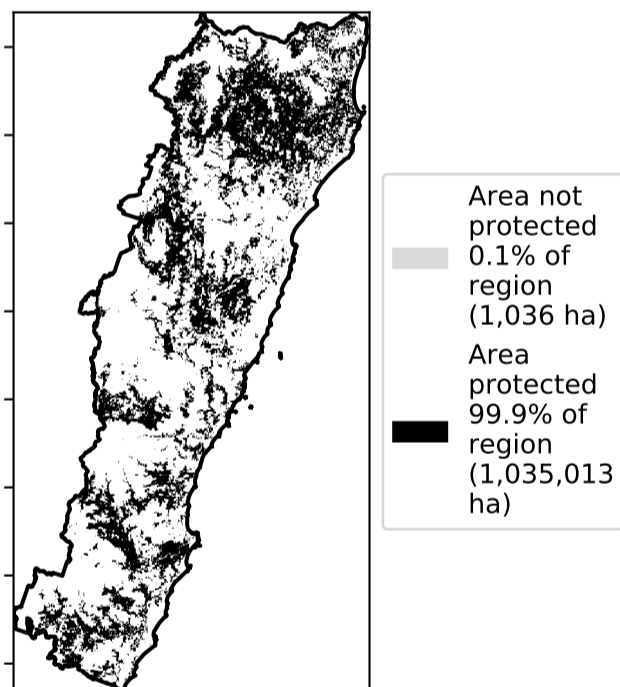 Area not
protected
0.1% of
region
(1,036 ha)
Area
protected
99.9% of
region
(1,035,013
ha)